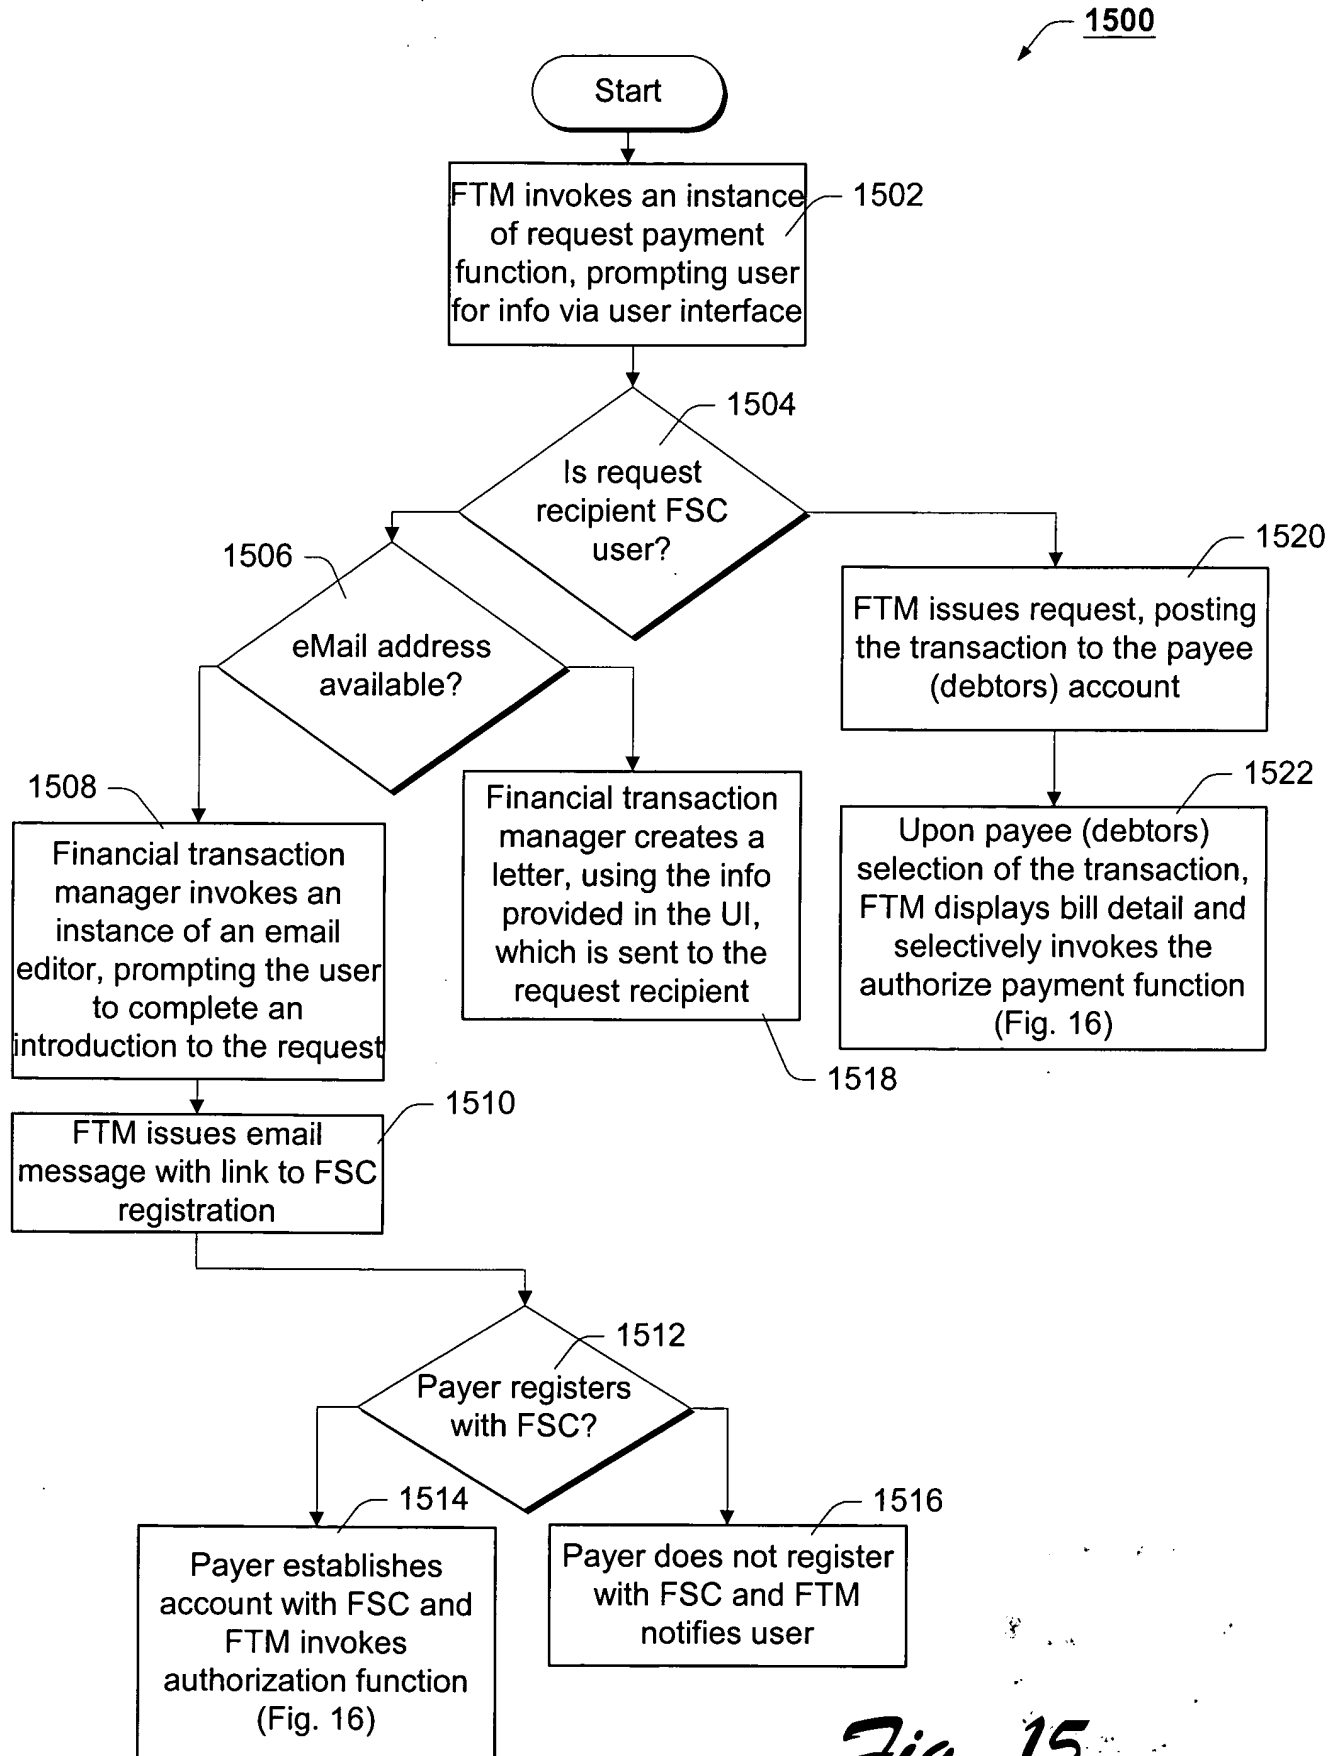 1500
Start
FTM invokes an instance
of request payment
function, prompting user
for info via user interface
1502
1504
Is request
recipient FSC
user?
1506
eMail address
available?
1520
FTM issues request, posting
the transaction to the payee
(debtors) account
1508
Financial transaction
manager invokes an
instance of an email
editor, prompting the user
to complete an
introduction to the request
Financial transaction
manager creates a
letter, using the info
provided in the UI,
which is sent to the
request recipient
1518
1522
Upon payee (debtors)
selection of the transaction,
FTM displays bill detail and
selectively invokes the
authorize payment function
(Fig. 16)
1510
FTM issues email
message with link to FSC
registration
1512
Payer registers
with FSC?
1514
Payer establishes
account with FSC and
FTM invokes
authorization function
(Fig. 16)
1516
Payer does not register
with FSC and FTM
notifies user
Fig. 15